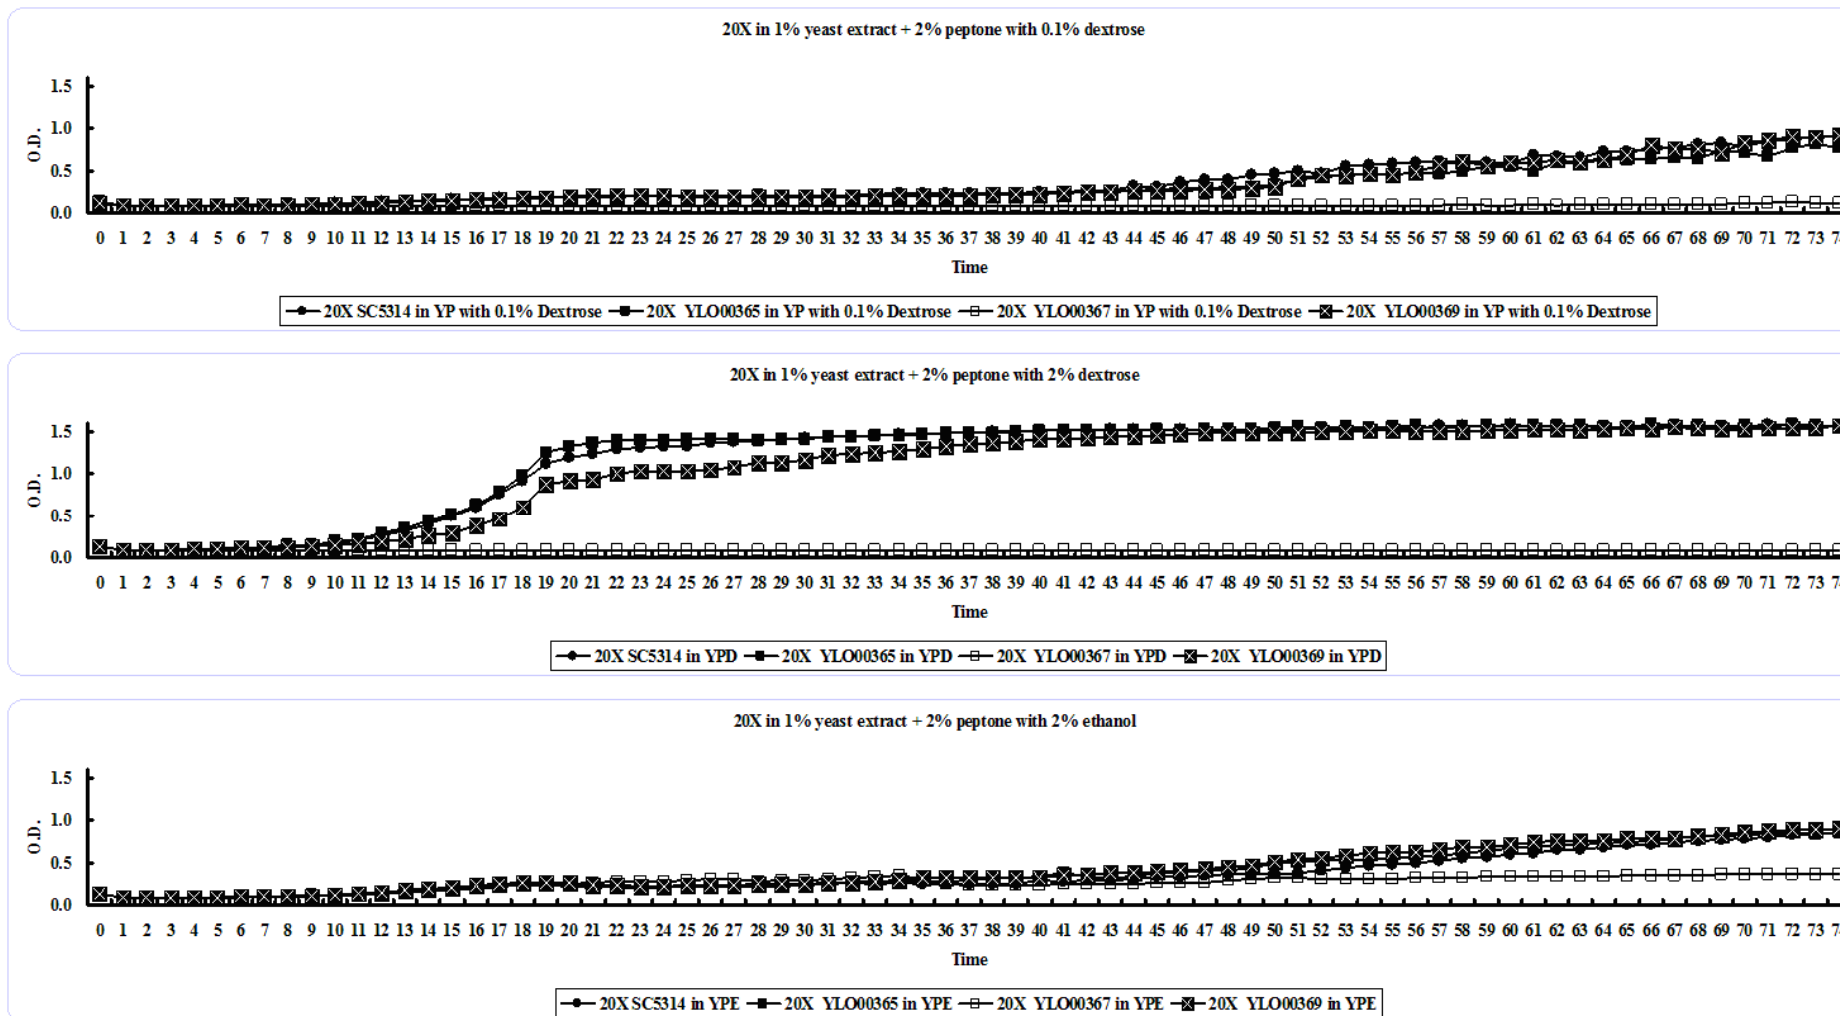 20X in 1% yeast extract + 2% peptone with 0.1% dextrose
1.5
1.0
O.D.
0.5
0.0
0 1 2 3 4 5 6 7 8 9 10 11 12 13 14 15 16 17 18 19 20 21 22 23 24 25 26 27 28 29 30 31 32 33 34 35 36 37 38 39 40 41 42 43 44 45 46 47 48 49 50 51 52 53 54 55 56 57 58 59 60 61 62 63 64 65 66 67 68 69 70 71 72 73
Time
20X SC5314 in YP with 0.1% Dextrose 20X YLO00365 in YP with 0.1% Dextrose 20X YLO00367 in YP with 0.1% Dextrose 20X YLO00369 in YP with 0.1% Dextrose
20X in 1% yeast extract + 2% peptone with 2% dextrose
1.5
1.0
O.D.
0.5
0.0
0 1 2 3 4 5 6 7 8 9 10 11 12 13 14 15 16 17 18 19 20 21 22 23 24 25 26 27 28 29 30 31 32 33 34 35 36 37 38 39 40 41 42 43 44 45 46 47 48 49 50 51 52 53 54 55 56 57 58 59 60 61 62 63 64 65 66 67 68 69 70 71 72 73
Time
20X SC5314 in YPD 20X YLO00365 in YPD 20X YLO00367 in YPD 20X YLO00369 in YPD
20X in 1% yeast extract + 2% peptone with 2% ethanol
1.5
1.0
O.D.
0.5
0.0
0 1 2 3 4 5 6 7 8 9 10 11 12 13 14 15 16 17 18 19 20 21 22 23 24 25 26 27 28 29 30 31 32 33 34 35 36 37 38 39 40 41 42 43 44 45 46 47 48 49 50 51 52 53 54 55 56 57 58 59 60 61 62 63 64 65 66 67 68 69 70 71 72 73
Time
20X SC5314 in YPE 20X YLO00365 in YPE 20X YLO00367 in YPE 20X YLO00369 in YPE